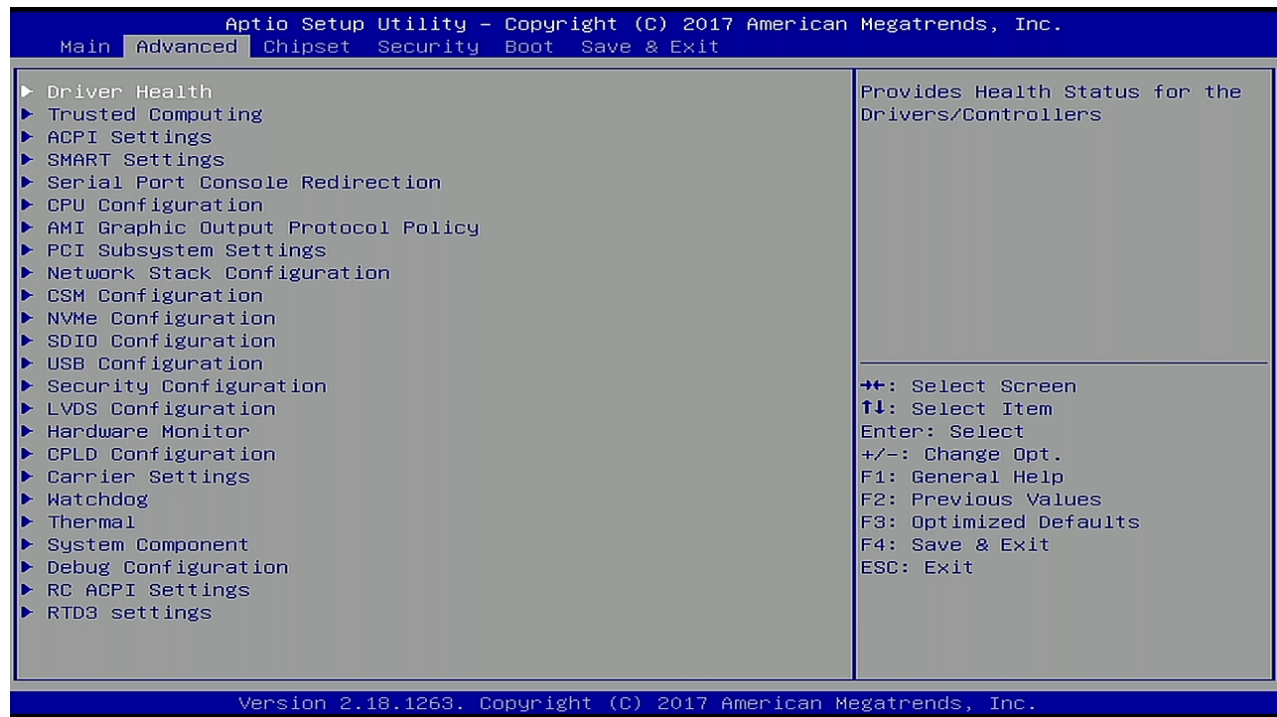 Aptio Setup Utility – Copyright (C) 2017 American Megatrends, Inc.
Main Advanced Chipset Security Boot Save & Exit
▶ Driver Health
▶ Trusted Computing
▶ ACPI Settings
▶ SMART Settings
▶ Serial Port Console Redirection
▶ CPU Configuration
▶ AMI Graphic Output Protocol Policy
▶ PCI Subsystem Settings
▶ Network Stack Configuration
▶ CSM Configuration
▶ NVMe Configuration
▶ SDIO Configuration
▶ USB Configuration
▶ Security Configuration
▶ LVDS Configuration
▶ Hardware Monitor
▶ CPLD Configuration
▶ Carrier Settings
▶ Watchdog
▶ Thermal
▶ System Component
▶ Debug Configuration
▶ RC ACPI Settings
▶ RTD3 settings
Provides Health Status for the
Drivers/Controllers
→←: Select Screen
↑↓: Select Item
Enter: Select
+/-: Change Opt.
F1: General Help
F2: Previous Values
F3: Optimized Defaults
F4: Save & Exit
ESC: Exit
Version 2.18.1263. Copyright (C) 2017 American Megatrends, Inc.